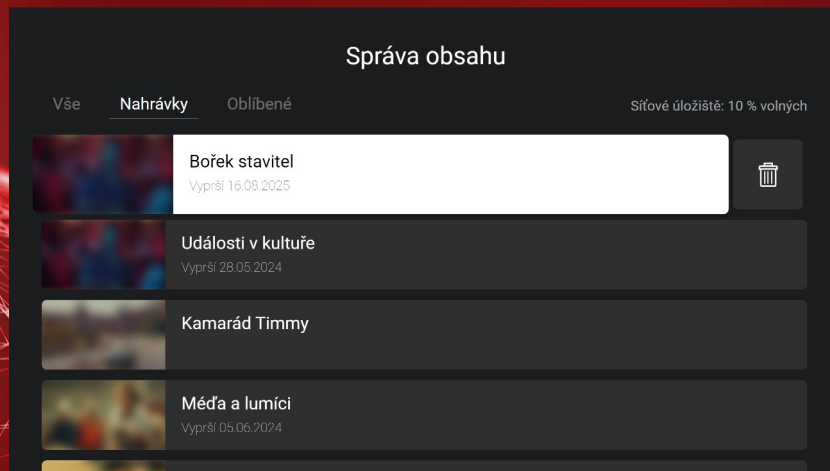 Správa obsahu
Vše Nahrávky Oblíbené Síťové úložiště: 10 % volných
Bořek stavitel
Vyprší 16.08.2025
Události v kultuře
Vyprší 28.05.2024
Kamarád Timmy
Méďa a lumíci
Vyprší 05.06.2024